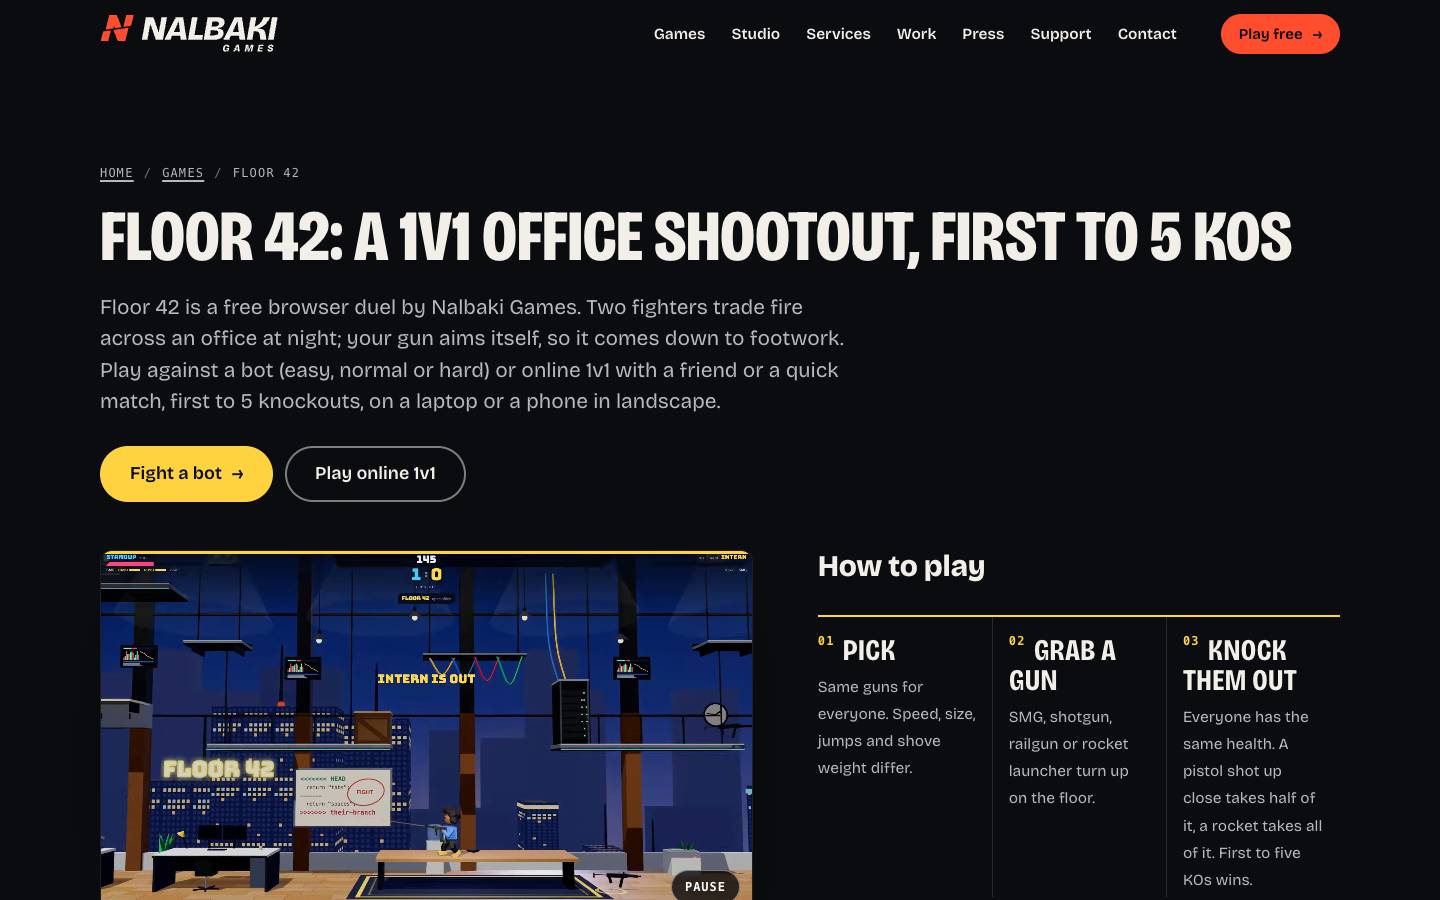 NALBAKI
GAMES
Games
Studio
Services
Work
Press
Support
Contact
Play free →
HOME / GAMES / FLOOR 42
FLOOR 42: A 1V1 OFFICE SHOOTOUT, FIRST TO 5 KOS
Floor 42 is a free browser duel by Nalbaki Games. Two fighters trade fire
across an office at night; your gun aims itself, so it comes down to footwork.
Play against a bot (easy, normal or hard) or online 1v1 with a friend or a quick
match, first to 5 knockouts, on a laptop or a phone in landscape.
Fight a bot →
Play online 1v1
STANDUP
145
INTERN
1 : 0
FLOOR 42
INTERN IS OUT
FLOOR 42
<<<<<<< HEAD
return "tabs"
FIGHT
return "spaces"
>>>>>>> their-branch
PAUSE
How to play
01 PICK
Same guns for
everyone. Speed, size,
jumps and shove
weight differ.
02 GRAB A
GUN
SMG, shotgun,
railgun or rocket
launcher turn up
on the floor.
03 KNOCK
THEM OUT
Everyone has the
same health. A
pistol shot up
close takes half of
it, a rocket takes all
of it. First to five
KOs wins.